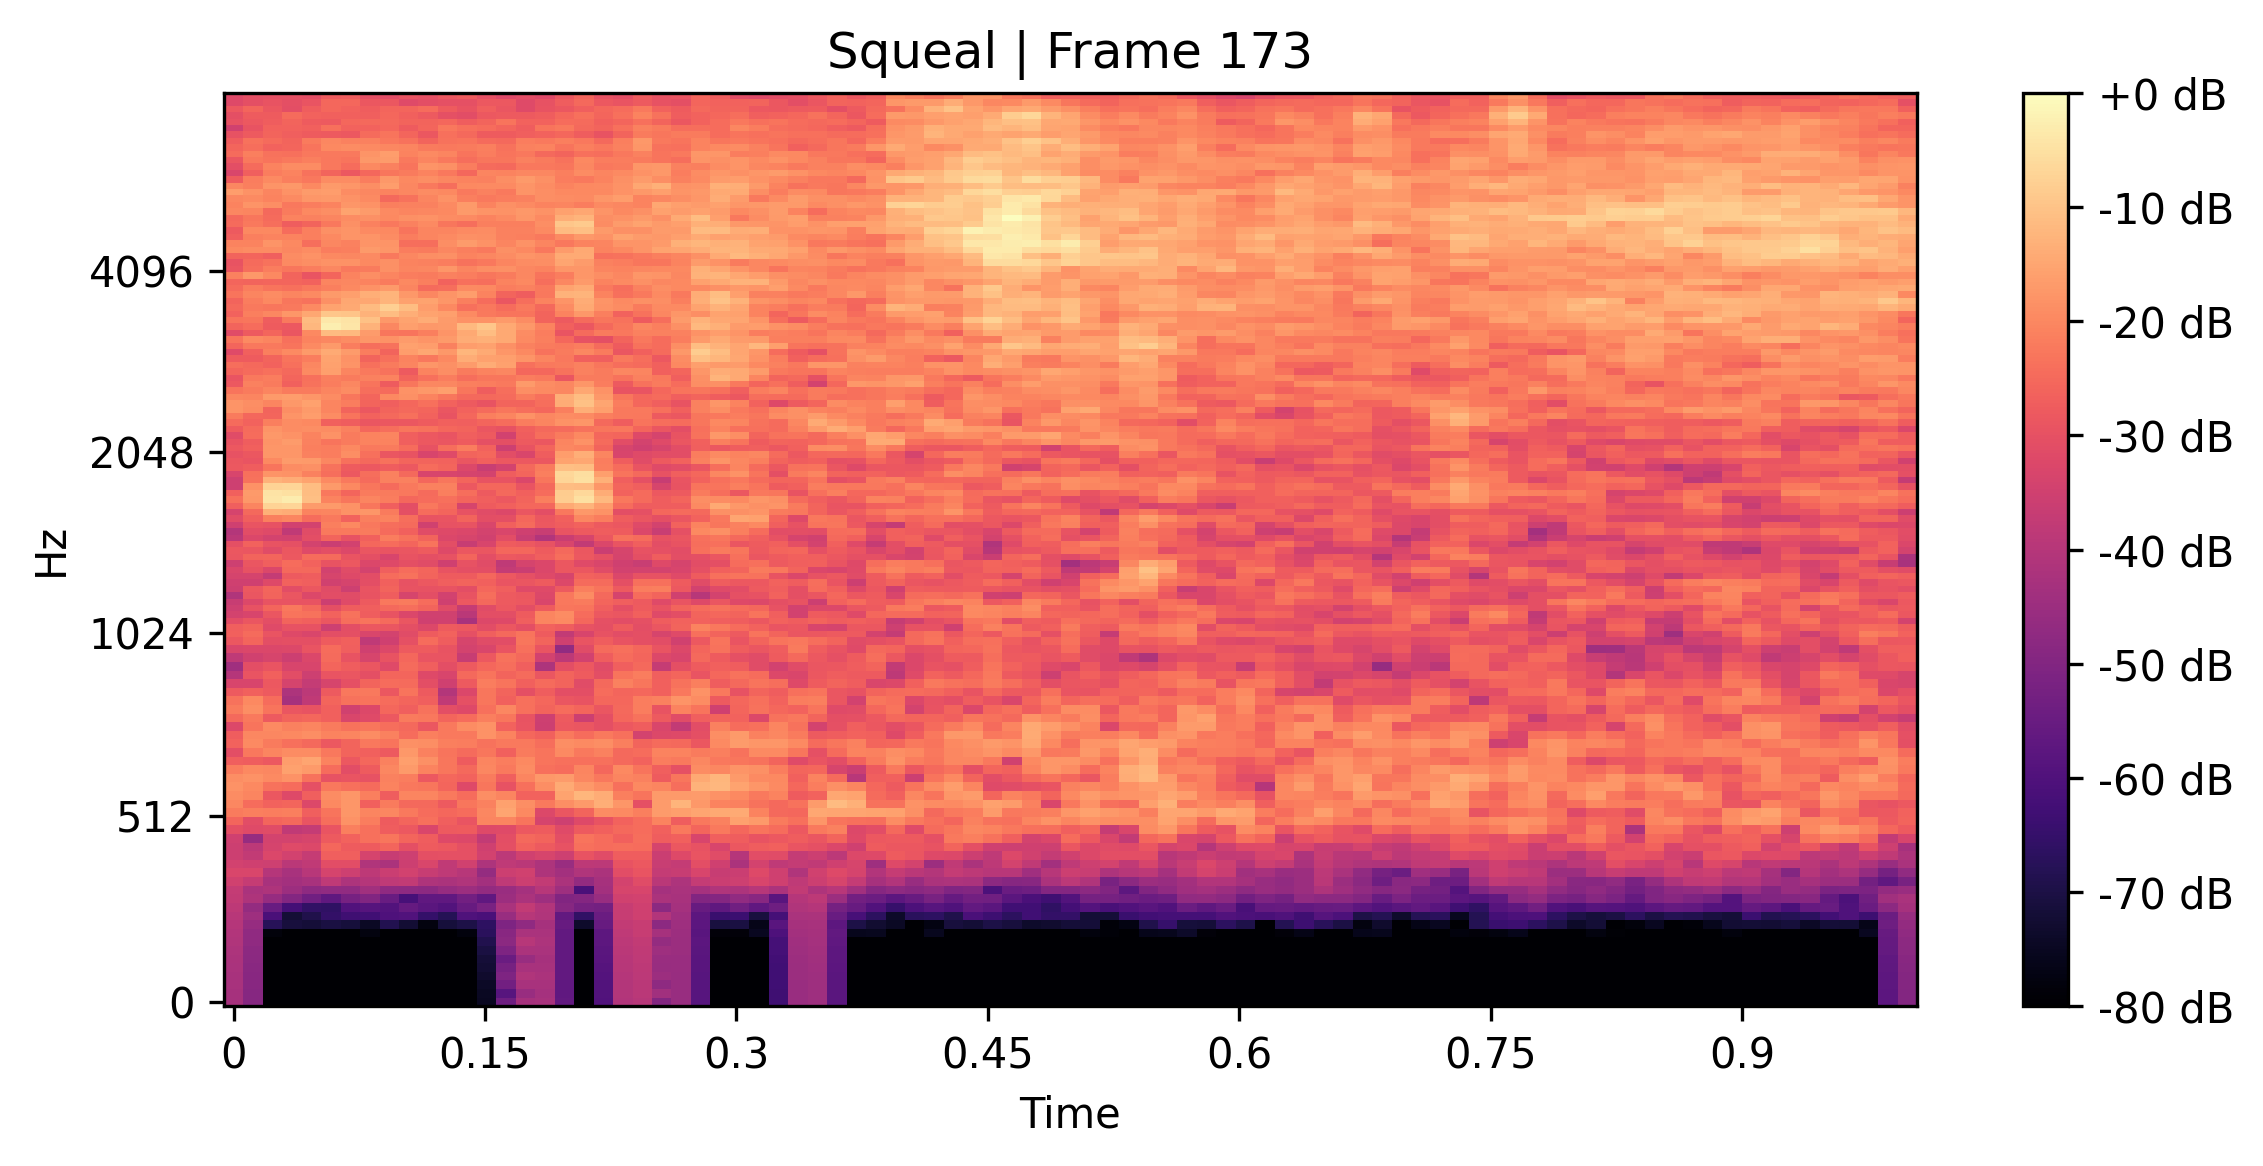 Squeal | Frame 173
Hz
4096
2048
1024
512
0
0 0.15 0.3 0.45 0.6 0.75 0.9
Time
+0 dB
-10 dB
-20 dB
-30 dB
-40 dB
-50 dB
-60 dB
-70 dB
-80 dB